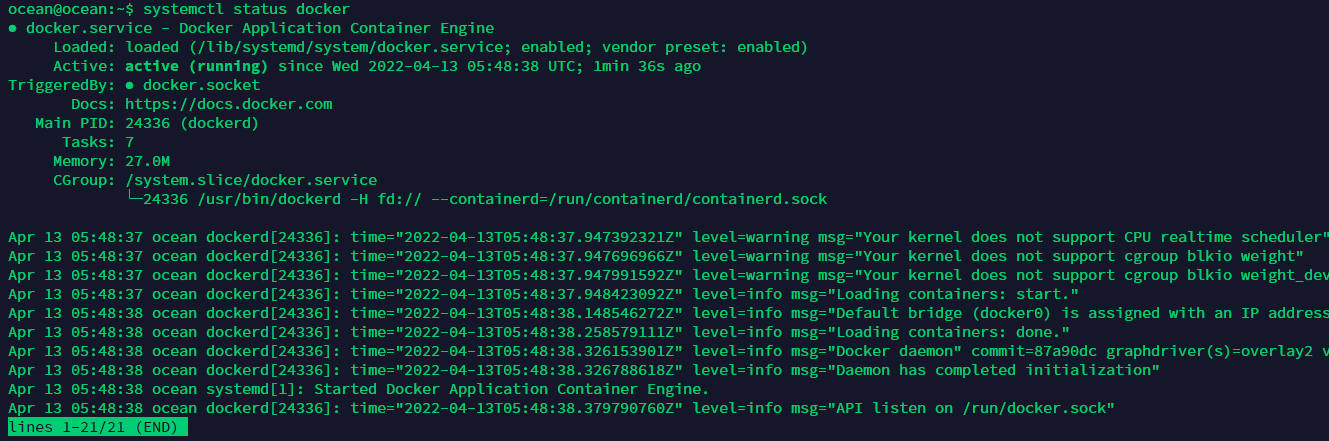 ocean@ocean:~$ systemctl status docker
● docker.service - Docker Application Container Engine
     Loaded: loaded (/lib/systemd/system/docker.service; enabled; vendor preset: enabled)
     Active: active (running) since Wed 2022-04-13 05:48:38 UTC; 1min 36s ago
TriggeredBy: ● docker.socket
       Docs: https://docs.docker.com
   Main PID: 24336 (dockerd)
      Tasks: 7
     Memory: 27.0M
     CGroup: /system.slice/docker.service
             └─24336 /usr/bin/dockerd -H fd:// --containerd=/run/containerd/containerd.sock
Apr 13 05:48:37 ocean dockerd[24336]: time="2022-04-13T05:48:37.947392321Z" level=warning msg="Your kernel does not support CPU realtime scheduler"
Apr 13 05:48:37 ocean dockerd[24336]: time="2022-04-13T05:48:37.947696966Z" level=warning msg="Your kernel does not support cgroup blkio weight"
Apr 13 05:48:37 ocean dockerd[24336]: time="2022-04-13T05:48:37.947991592Z" level=warning msg="Your kernel does not support cgroup blkio weight_dev
Apr 13 05:48:37 ocean dockerd[24336]: time="2022-04-13T05:48:37.948423092Z" level=info msg="Loading containers: start."
Apr 13 05:48:38 ocean dockerd[24336]: time="2022-04-13T05:48:38.148546272Z" level=info msg="Default bridge (docker0) is assigned with an IP address
Apr 13 05:48:38 ocean dockerd[24336]: time="2022-04-13T05:48:38.258579111Z" level=info msg="Loading containers: done."
Apr 13 05:48:38 ocean dockerd[24336]: time="2022-04-13T05:48:38.326153901Z" level=info msg="Docker daemon" commit=87a90dc graphdriver(s)=overlay2 v
Apr 13 05:48:38 ocean dockerd[24336]: time="2022-04-13T05:48:38.326788618Z" level=info msg="Daemon has completed initialization"
Apr 13 05:48:38 ocean systemd[1]: Started Docker Application Container Engine.
Apr 13 05:48:38 ocean dockerd[24336]: time="2022-04-13T05:48:38.379790760Z" level=info msg="API listen on /run/docker.sock"
lines 1-21/21 (END)